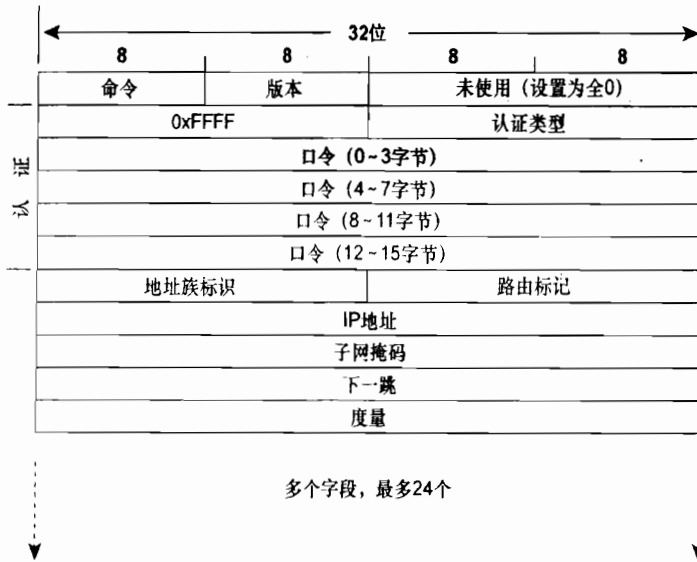 32位
8 8 8 8
命令 版本 未使用（设置为全0）
0xFFFF 认证类型
认证
口令（0~3字节）
口令（4~7字节）
口令（8~11字节）
口令（12~15字节）
地址族标识 路由标记
IP地址
子网掩码
下一跳
度量
多个字段，最多24个